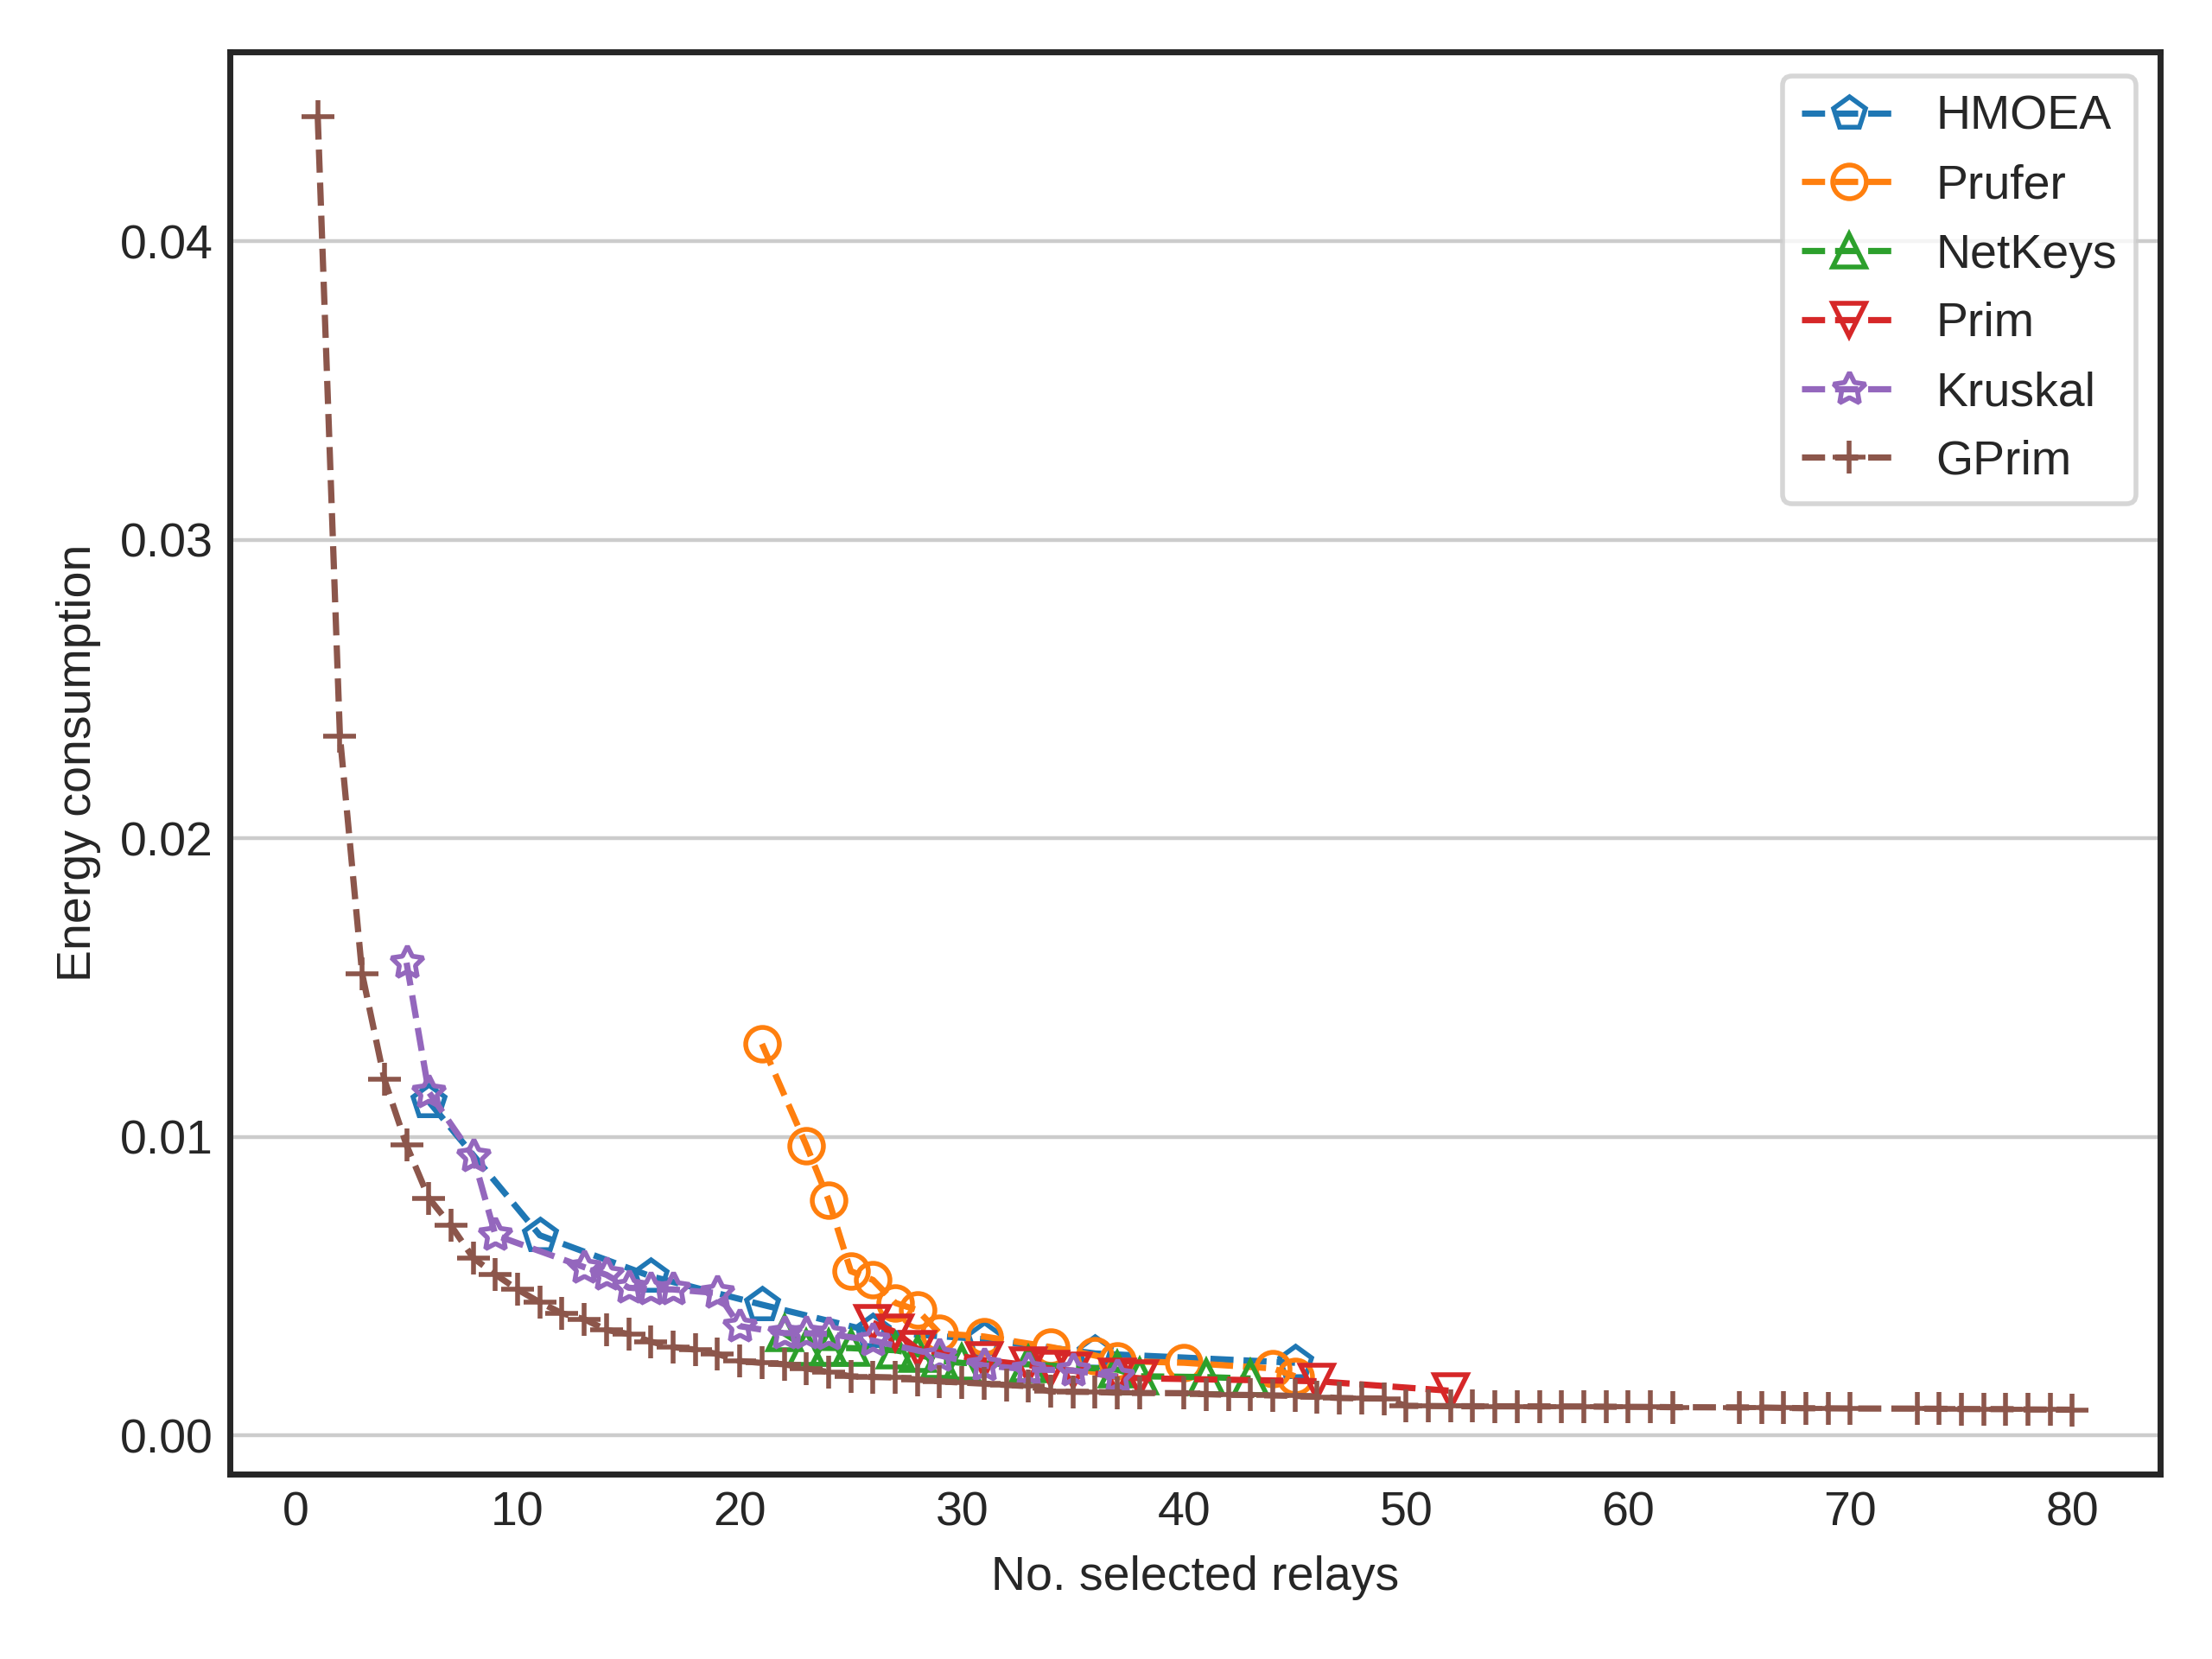 HMOEA
Prufer
NetKeys
Prim
Kruskal
GPrim
Energy consumption
0.04
0.03
0.02
0.01
0.00
0 10 20 30 40 50 60 70 80
No. selected relays